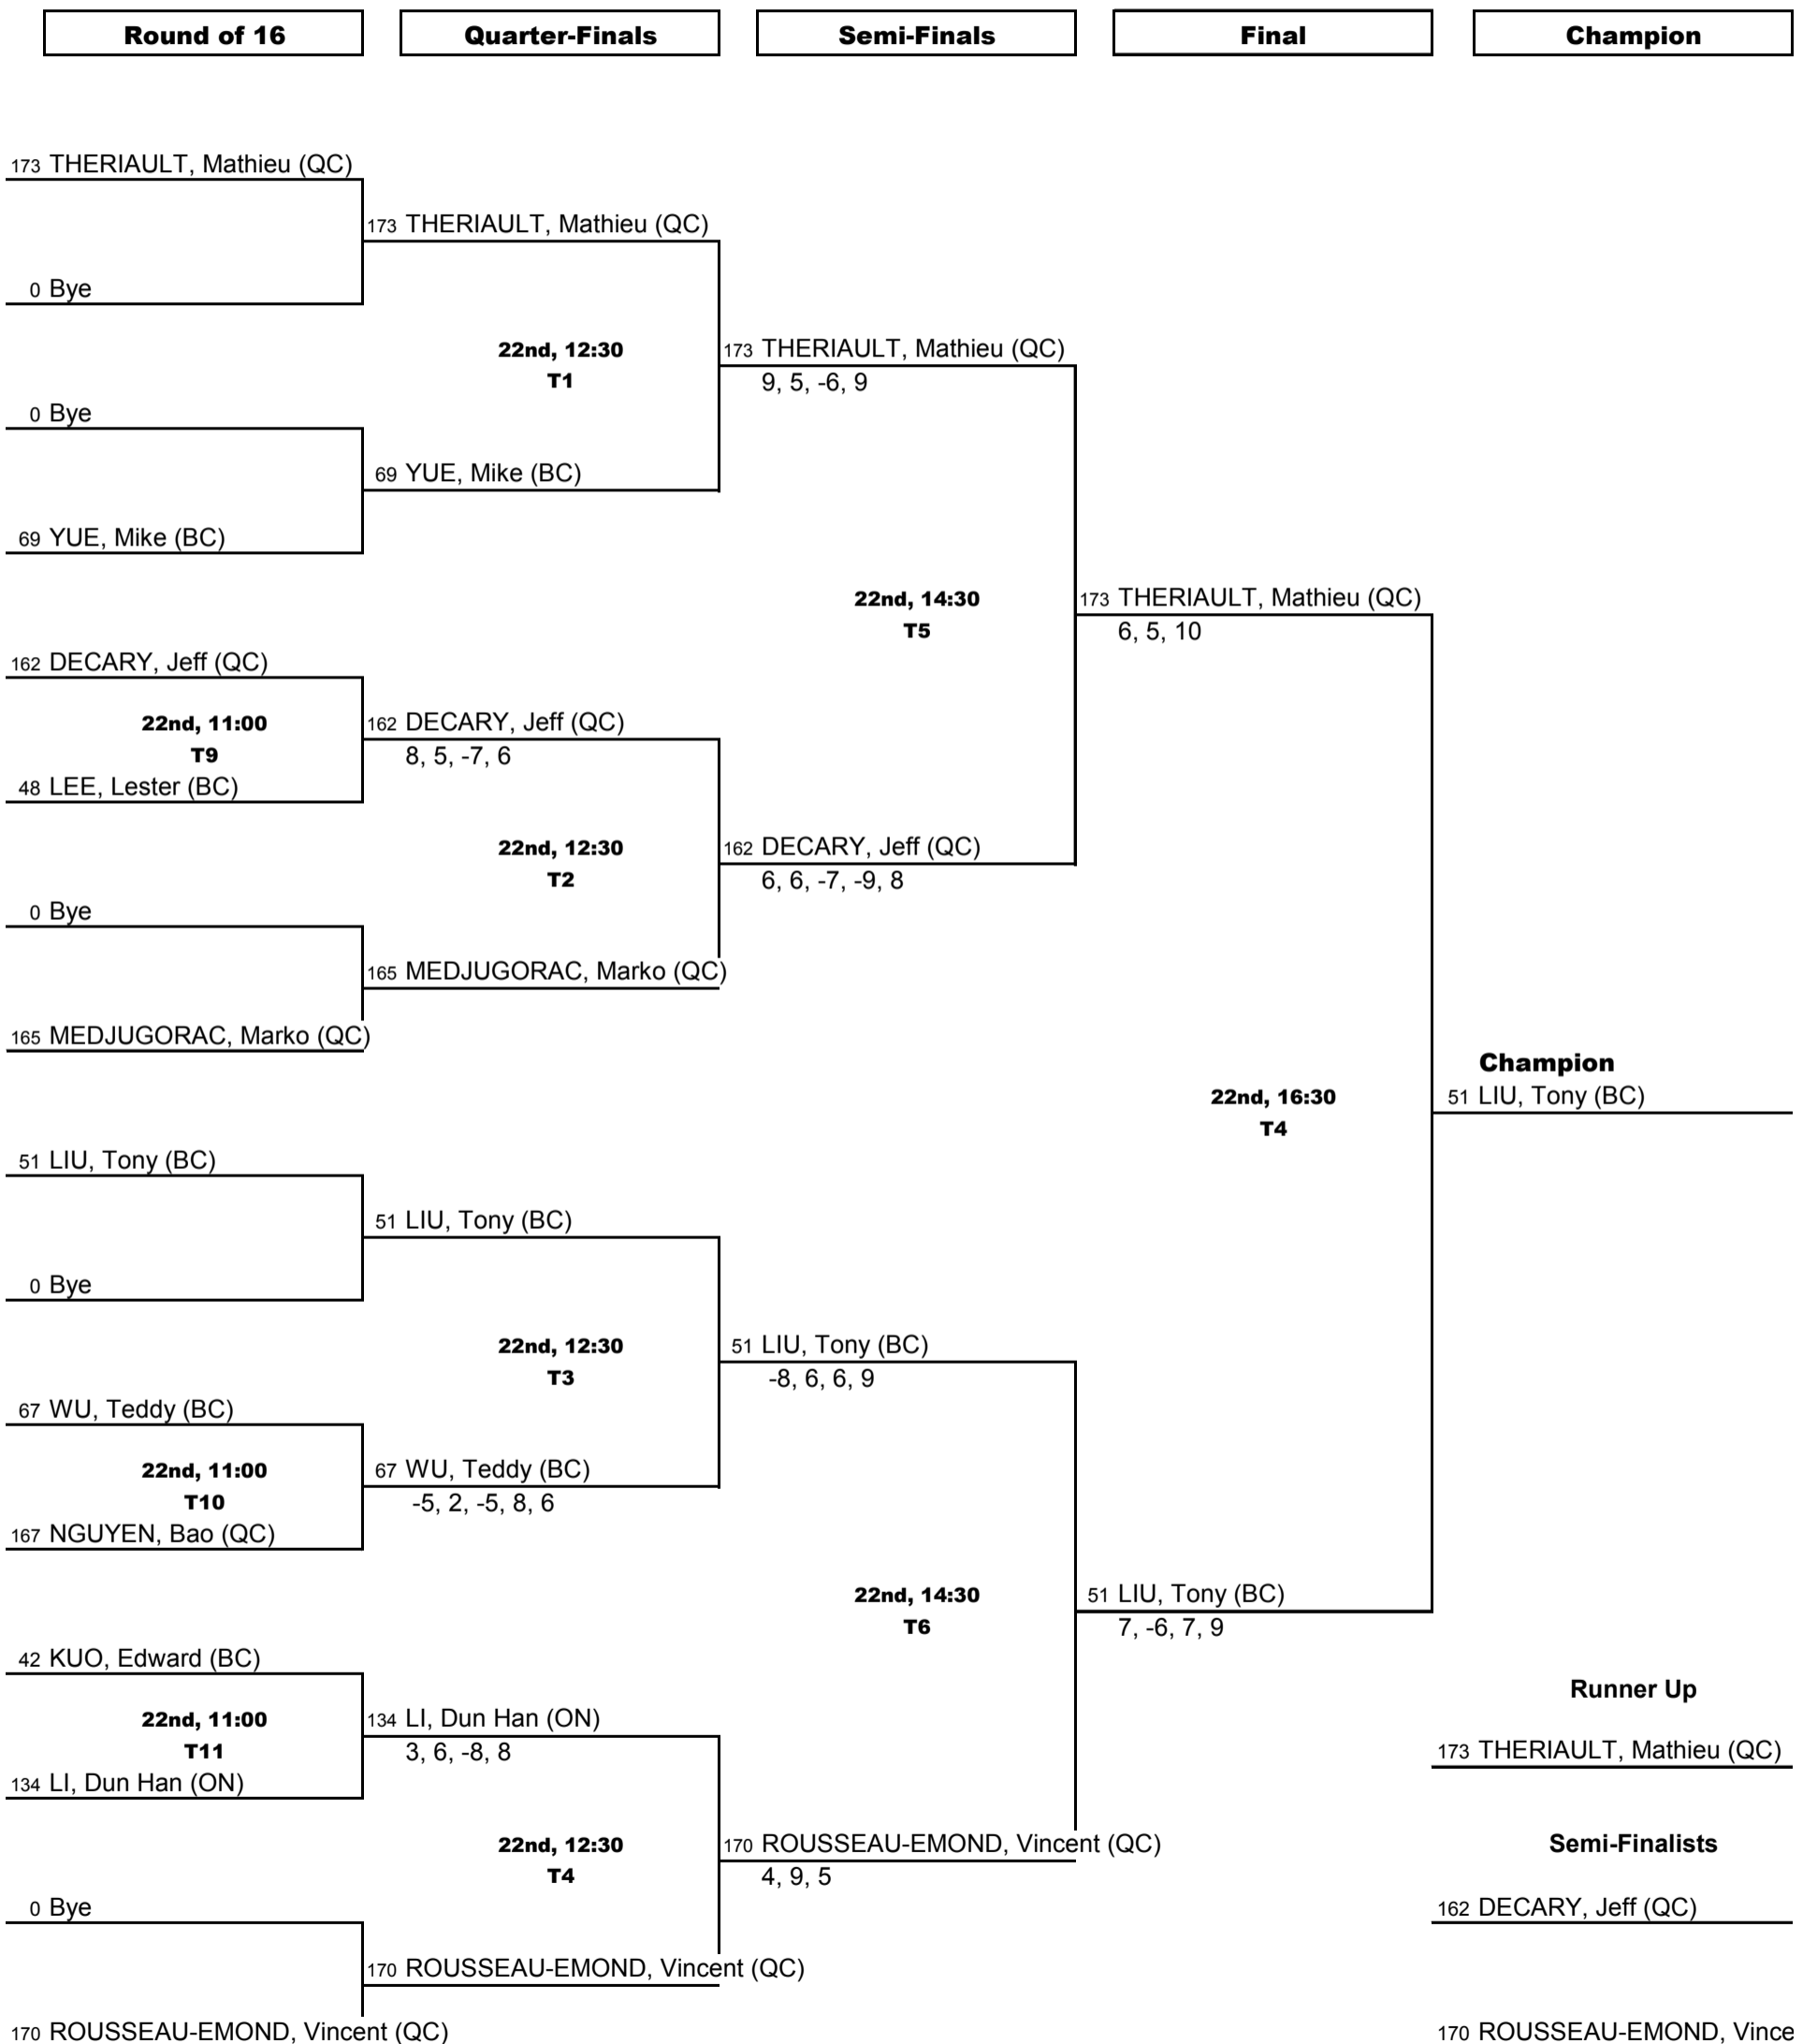 Round of 16
Quarter-Finals
Semi-Finals
Final
Champion
173 THERIAULT, Mathieu (QC)
173 THERIAULT, Mathieu (QC)
0 Bye
22nd, 12:30
T1
173 THERIAULT, Mathieu (QC)
9, 5, -6, 9
0 Bye
69 YUE, Mike (BC)
69 YUE, Mike (BC)
22nd, 14:30
T5
173 THERIAULT, Mathieu (QC)
6, 5, 10
162 DECARY, Jeff (QC)
22nd, 11:00
T9
162 DECARY, Jeff (QC)
8, 5, -7, 6
48 LEE, Lester (BC)
22nd, 12:30
T2
162 DECARY, Jeff (QC)
6, 6, -7, -9, 8
0 Bye
165 MEDJUGORAC, Marko (QC)
165 MEDJUGORAC, Marko (QC)
Champion
22nd, 16:30
T4
51 LIU, Tony (BC)
51 LIU, Tony (BC)
51 LIU, Tony (BC)
0 Bye
22nd, 12:30
T3
51 LIU, Tony (BC)
-8, 6, 6, 9
67 WU, Teddy (BC)
22nd, 11:00
T10
67 WU, Teddy (BC)
-5, 2, -5, 8, 6
167 NGUYEN, Bao (QC)
22nd, 14:30
T6
51 LIU, Tony (BC)
7, -6, 7, 9
42 KUO, Edward (BC)
Runner Up
22nd, 11:00
T11
134 LI, Dun Han (ON)
3, 6, -8, 8
173 THERIAULT, Mathieu (QC)
134 LI, Dun Han (ON)
22nd, 12:30
T4
170 ROUSSEAU-EMOND, Vincent (QC)
4, 9, 5
Semi-Finalists
0 Bye
162 DECARY, Jeff (QC)
170 ROUSSEAU-EMOND, Vincent (QC)
170 ROUSSEAU-EMOND, Vincent (QC)
170 ROUSSEAU-EMOND, Vince